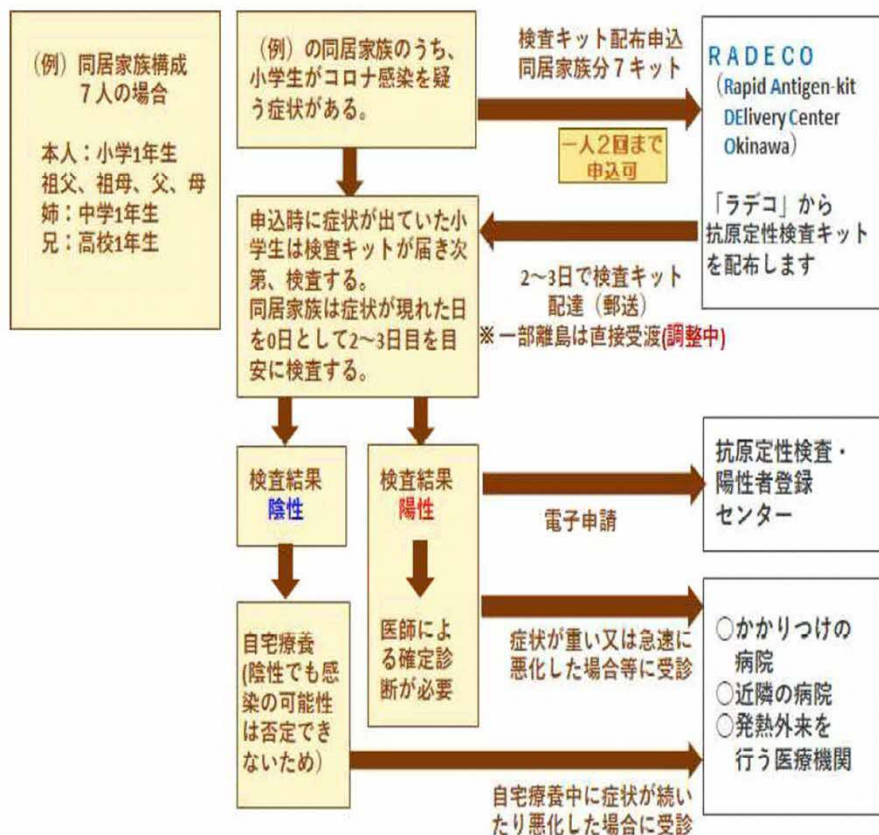 (例)同居家族構成
7人の場合
本人:小学1年生
祖父、祖母、父、母
姉:中学1年生
兄:高校1年生
(例)の同居家族のうち、
小学生がコロナ感染を疑
う症状がある。
検査キット配布申込
同居家族分7キット
一人2回まで
申込可
RADECO
(Rapid Antigen-kit
DElivery Center
Okinawa)
「ラデコ」から
抗原定性検査キット
を配布します
申込時に症状が出ていた小
学生は検査キットが届き次
第、検査する。
同居家族は症状が現れた日
を0日として2~3日目を目
安に検査する。
2~3日で検査キット
配達(郵送)
※一部離島は直接受渡(調整中)
検査結果
陰性
検査結果
陽性
電子申請
抗原定性検査・
陽性者登録
センター
自宅療養
(陰性でも感
染の可能性
は否定でき
ないため)
医師によ
る確定診
断が必要
症状が重い又は急速に
悪化した場合等に受診
○かかりつけの
病院
○近隣の病院
○発熱外来を
行う医療機関
自宅療養中に症状が続い
たり悪化した場合に受診